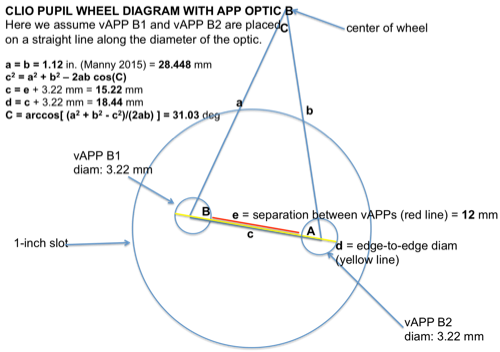 CLIO PUPIL WHEEL DIAGRAM WITH APP OPTIC B
Here we assume vAPP B1 and vAPP B2 are placed
on a straight line along the diameter of the optic.
C
center of wheel
a = b = 1.12 in. (Manny 2015) = 28.448 mm
c² = a² + b² – 2ab cos(C)
c = e + 3.22 mm = 15.22 mm
d = c + 3.22 mm = 18.44 mm
C = arccos[ (a² + b² - c²)/(2ab) ] = 31.03 deg
a
b
vAPP B1
diam: 3.22 mm
B
e = separation between vAPPs (red line) = 12 mm
c
A
1-inch slot
d = edge-to-edge diam
(yellow line)
vAPP B2
diam: 3.22 mm